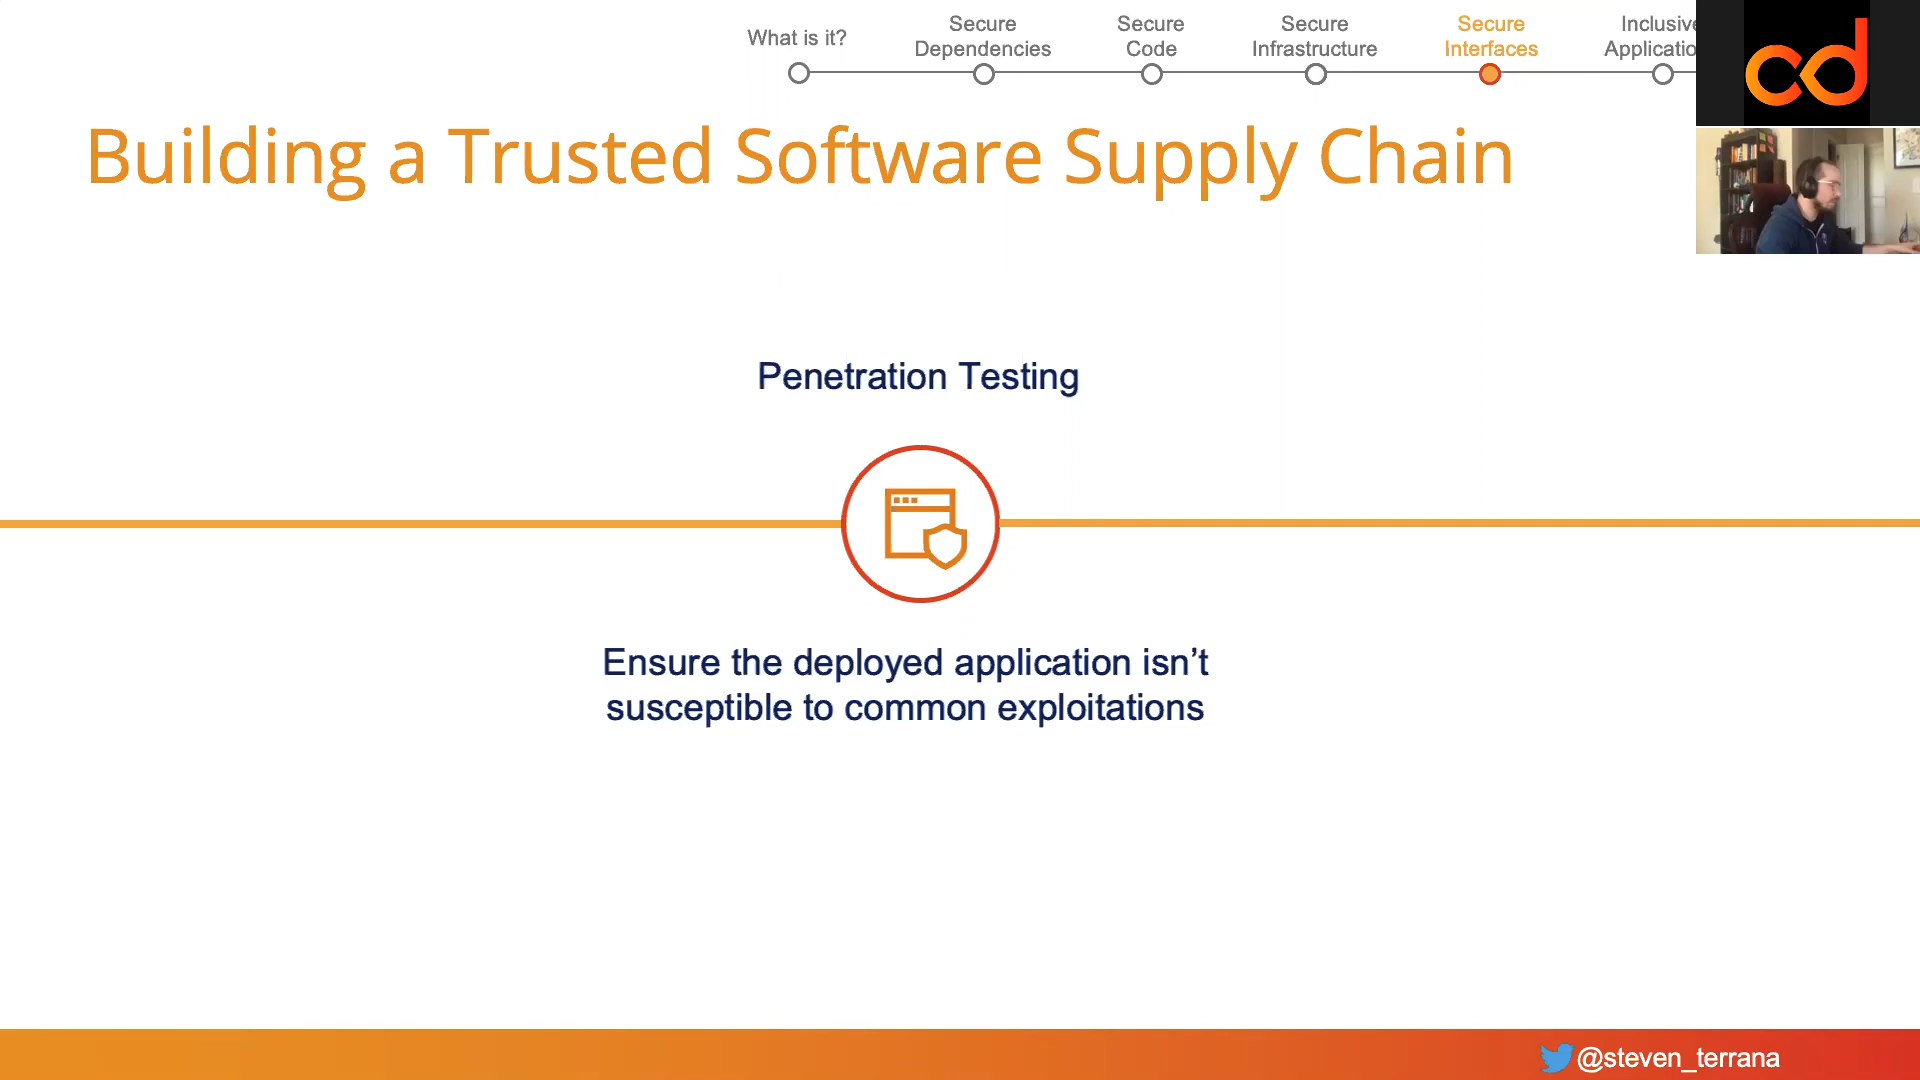 What is it?
Secure
Dependencies
Secure
Code
Secure
Infrastructure
Secure
Interfaces
Inclusive
Building a Trusted Software Supply Chain
Penetration Testing
Ensure the deployed application isn’t
susceptible to common exploitations
@steven_terrana
cd